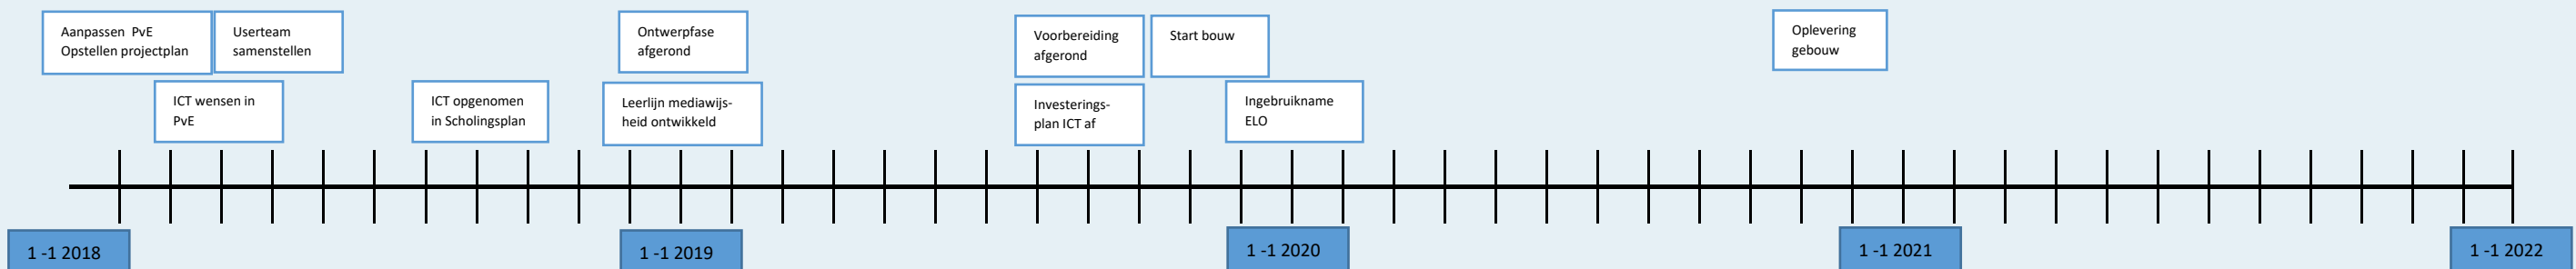 Aanpassen PvE
Opstellen projectplan
Userteam
samenstellen
Ontwerpfase
afgerond
Voorbereiding
afgerond
Start bouw
Oplevering
gebouw
ICT wensen in
PvE
ICT opgenomen
in Scholingsplan
Leerlijn mediawijs-
heid ontwikkeld
Investerings-
plan ICT af
Ingebruikname
ELO
1 -1 2018
1 -1 2019
1 -1 2020
1 -1 2021
1 -1 2022